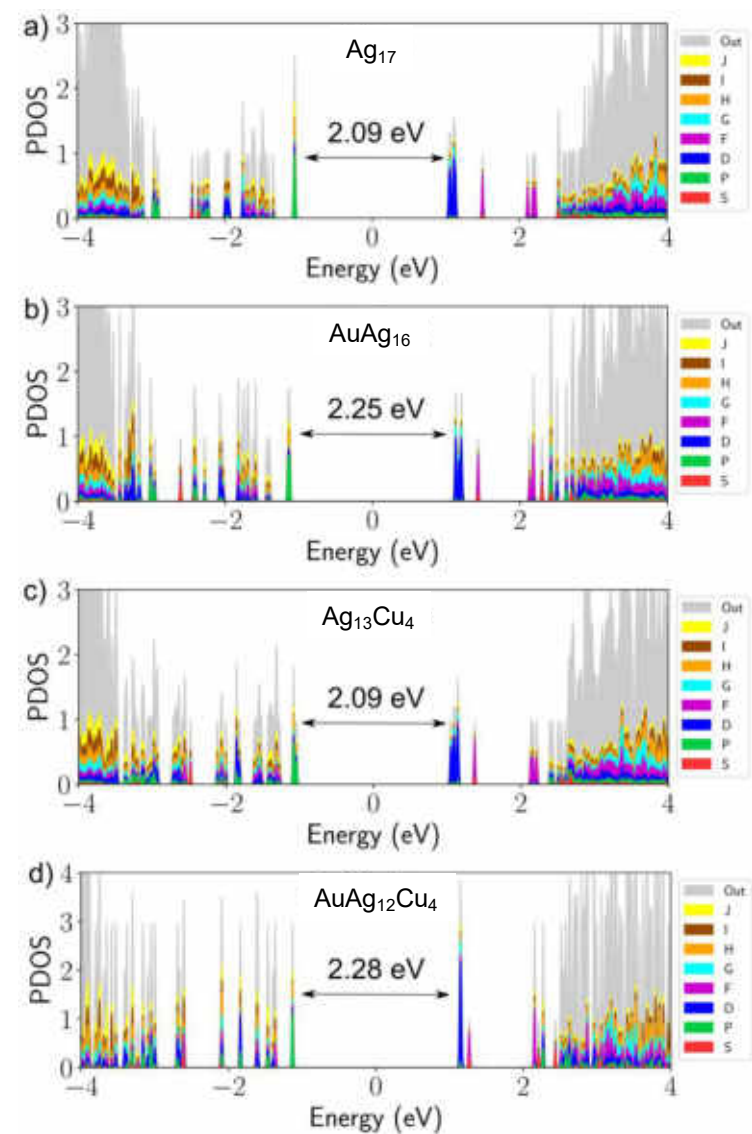 a)
Ag₁₇
PDOS
3
2
1
0
2.09 eV
−4
−2
0
2
4
Energy (eV)
Out
J
I
H
G
F
D
P
S
b)
AuAg₁₆
PDOS
3
2
1
0
2.25 eV
−4
−2
0
2
4
Energy (eV)
Out
J
I
H
G
F
D
P
S
c)
Ag₁₃Cu₄
PDOS
3
2
1
0
2.09 eV
−4
−2
0
2
4
Energy (eV)
Out
J
I
H
G
F
D
P
S
d)
AuAg₁₂Cu₄
PDOS
4
3
2
1
0
2.28 eV
−4
−2
0
2
4
Energy (eV)
Out
J
I
H
G
F
D
P
S